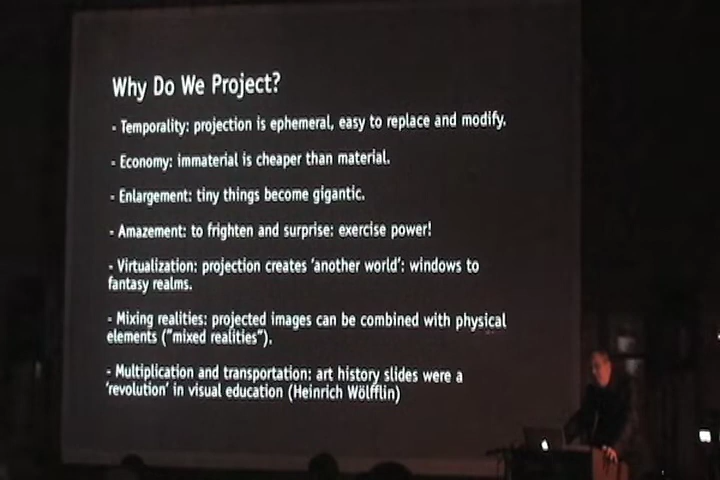 Why Do We Project?
- Temporality: projection is ephemeral, easy to replace and modify.
- Economy: immaterial is cheaper than material.
- Enlargement: tiny things become gigantic.
- Amazement: to frighten and surprise: exercise power!
- Virtualization: projection creates 'another world': windows to
fantasy realms.
- Mixing realities: projected images can be combined with physical
elements ("mixed realities").
- Multiplication and transportation: art history slides were a
'revolution' in visual education (Heinrich Wölfflin)